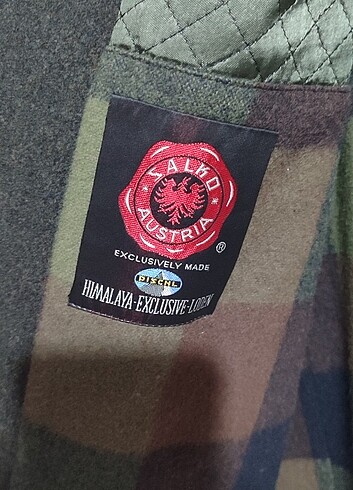 SALKO
AUSTRIA
®
EXCLUSIVELY MADE
DISCHL
HIMALAYA-EXCLUSIVE-LODEN